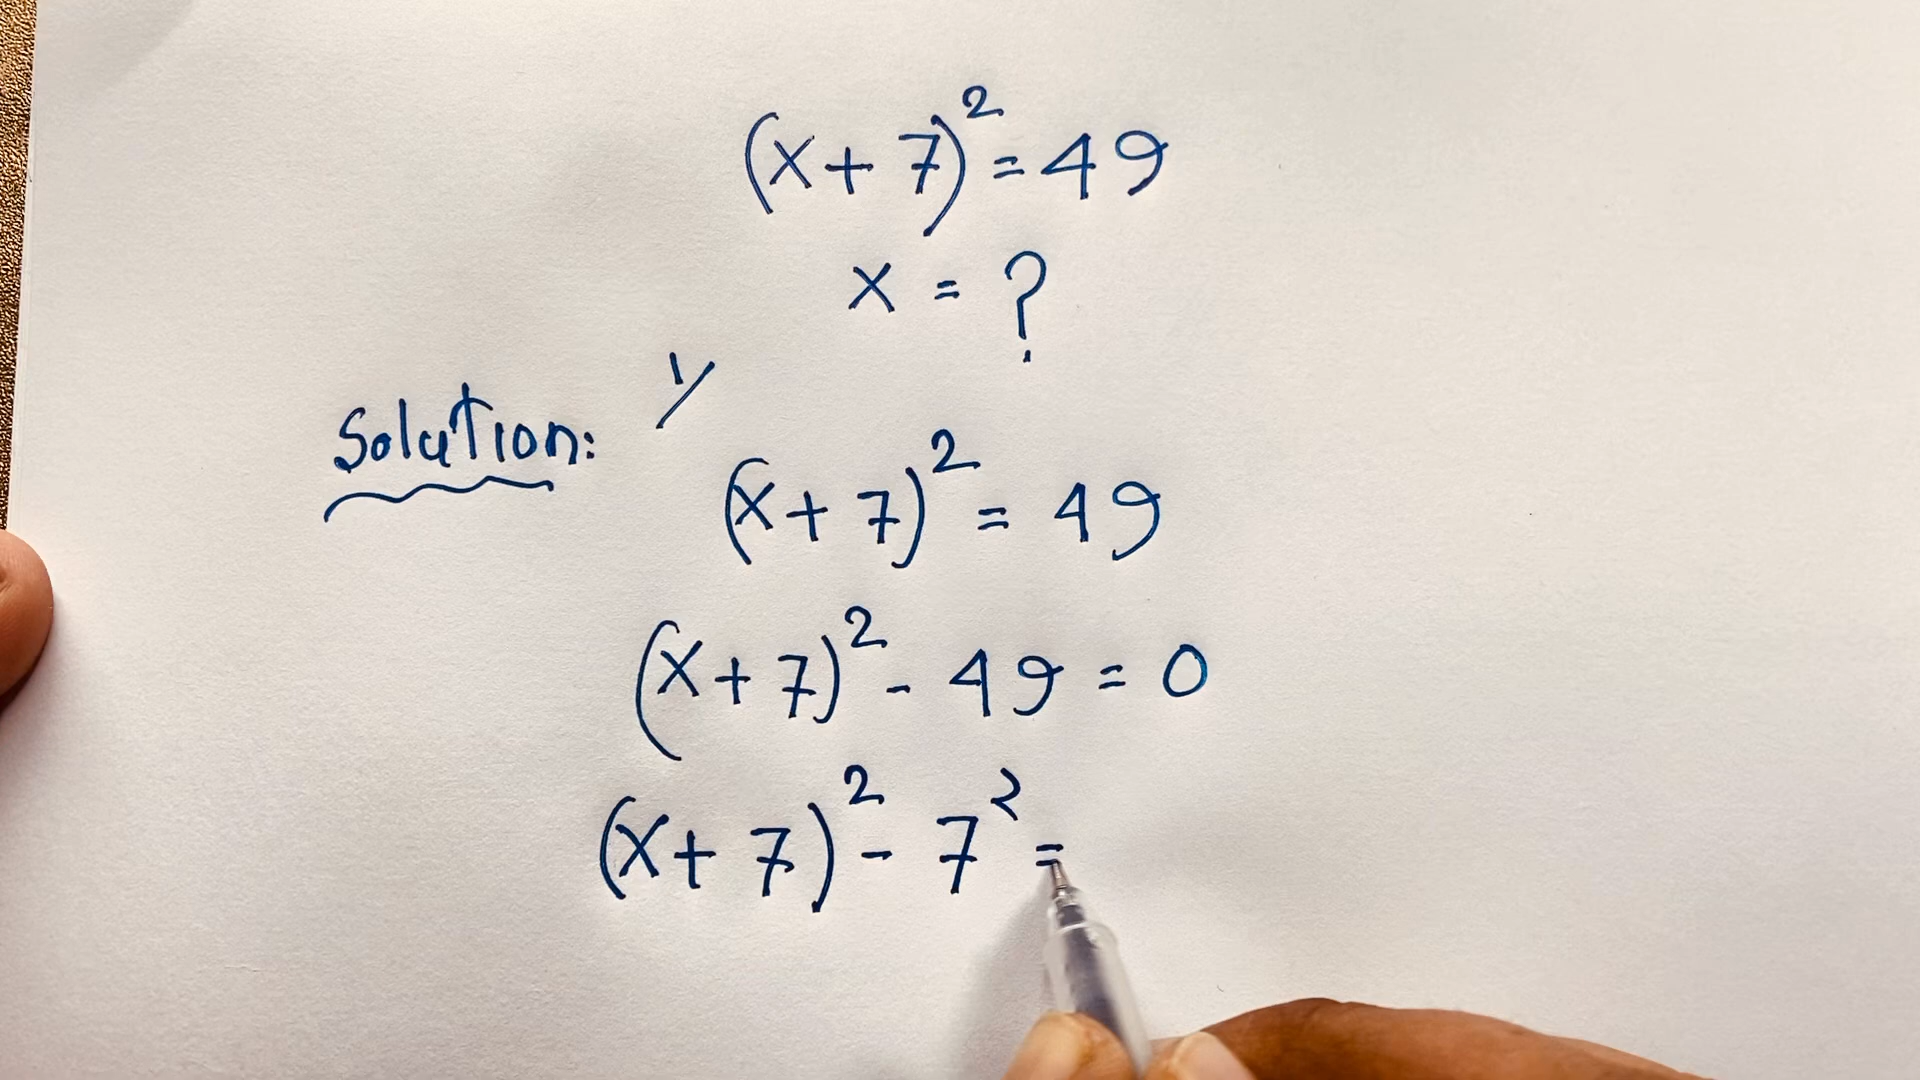 (x+7)²=49
x = ?
Solution: 1/
(x+7)² = 49
(x+7)² - 49 = 0
(x+7)² - 7² =